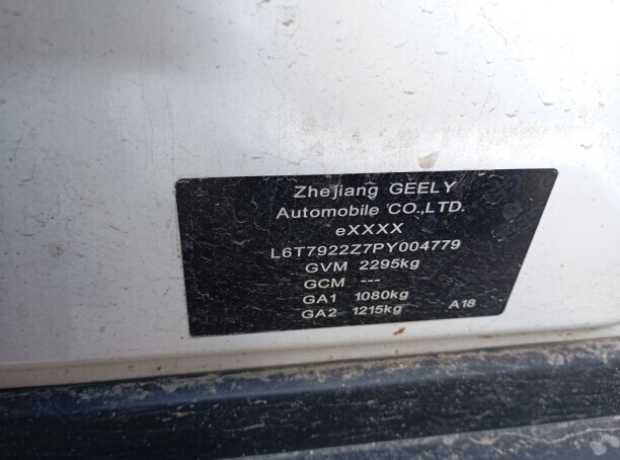 Zhejiang GEELY
Automobile CO.,LTD.
eXXXX
L6T7922Z7PY004779
GVM 2295kg
GCM ---
GA1 1080kg
GA2 1215kg A18